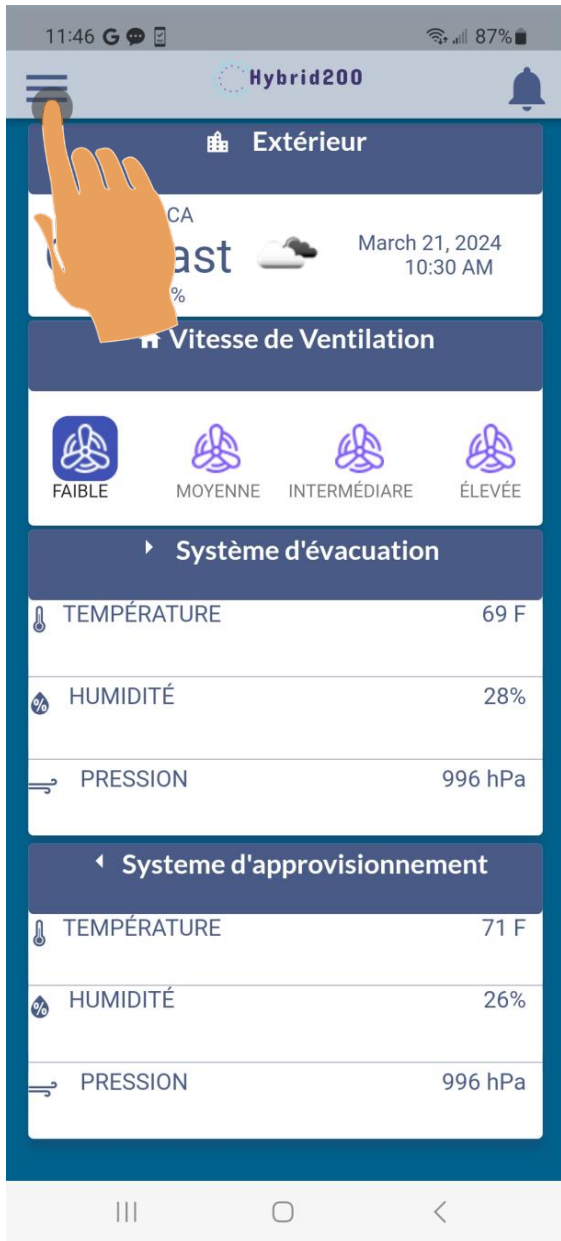 11:46 G 87%
Hybrid200
Extérieur
CA
ast
March 21, 2024
10:30 AM
%
Vitesse de Ventilation
FAIBLE MOYENNE INTERMÉDIARE ÉLEVÉE
Système d'évacuation
TEMPÉRATURE 69 F
% HUMIDITÉ 28%
PRESSION 996 hPa
Systeme d'approvisionnement
TEMPÉRATURE 71 F
% HUMIDITÉ 26%
PRESSION 996 hPa